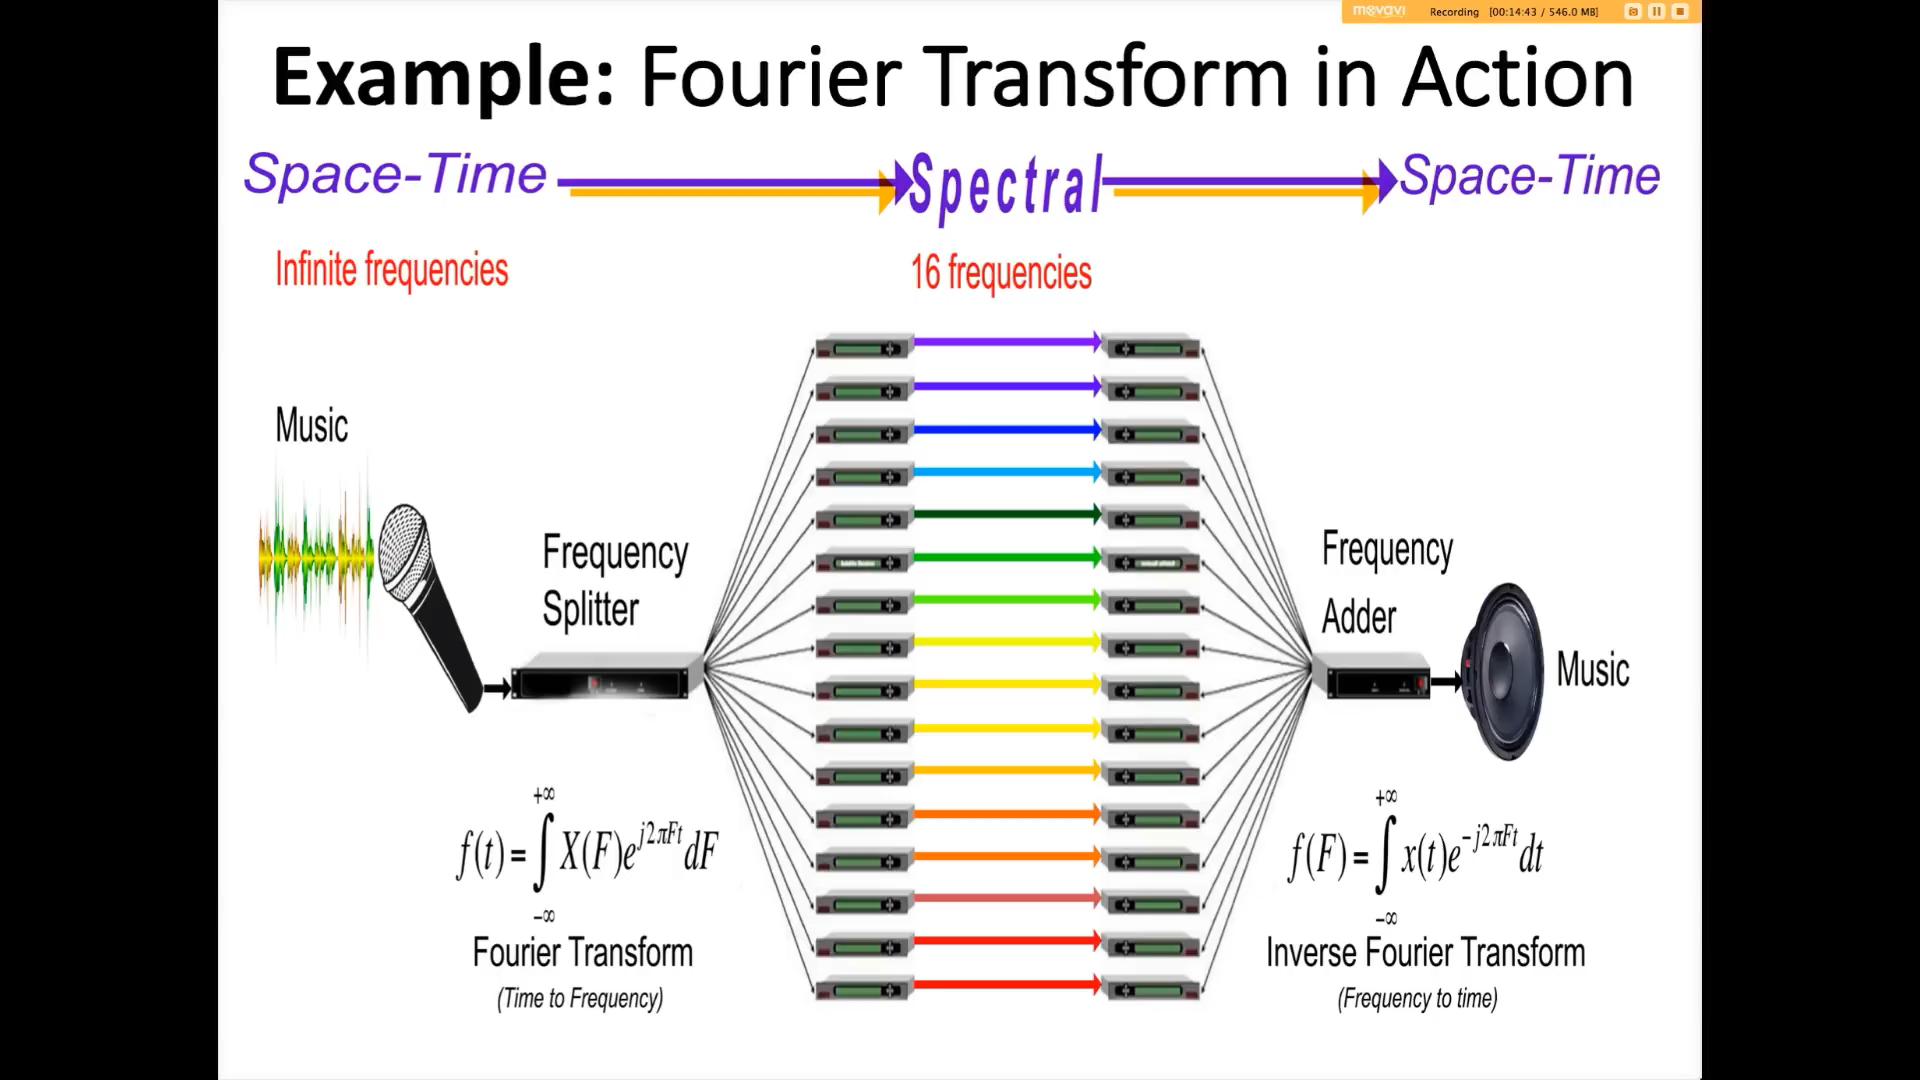 movavi Recording [00:14:43 / 546.0 MB]
Example: Fourier Transform in Action
Space-Time Spectral Space-Time
Infinite frequencies 16 frequencies
Music
Frequency
Splitter
Frequency
Adder
Music
+∞
f(t) = ∫ X(F)e^{j2πFt}dF
−∞
Fourier Transform
(Time to Frequency)
+∞
f(F) = ∫ x(t)e^{-j2πFt}dt
−∞
Inverse Fourier Transform
(Frequency to time)